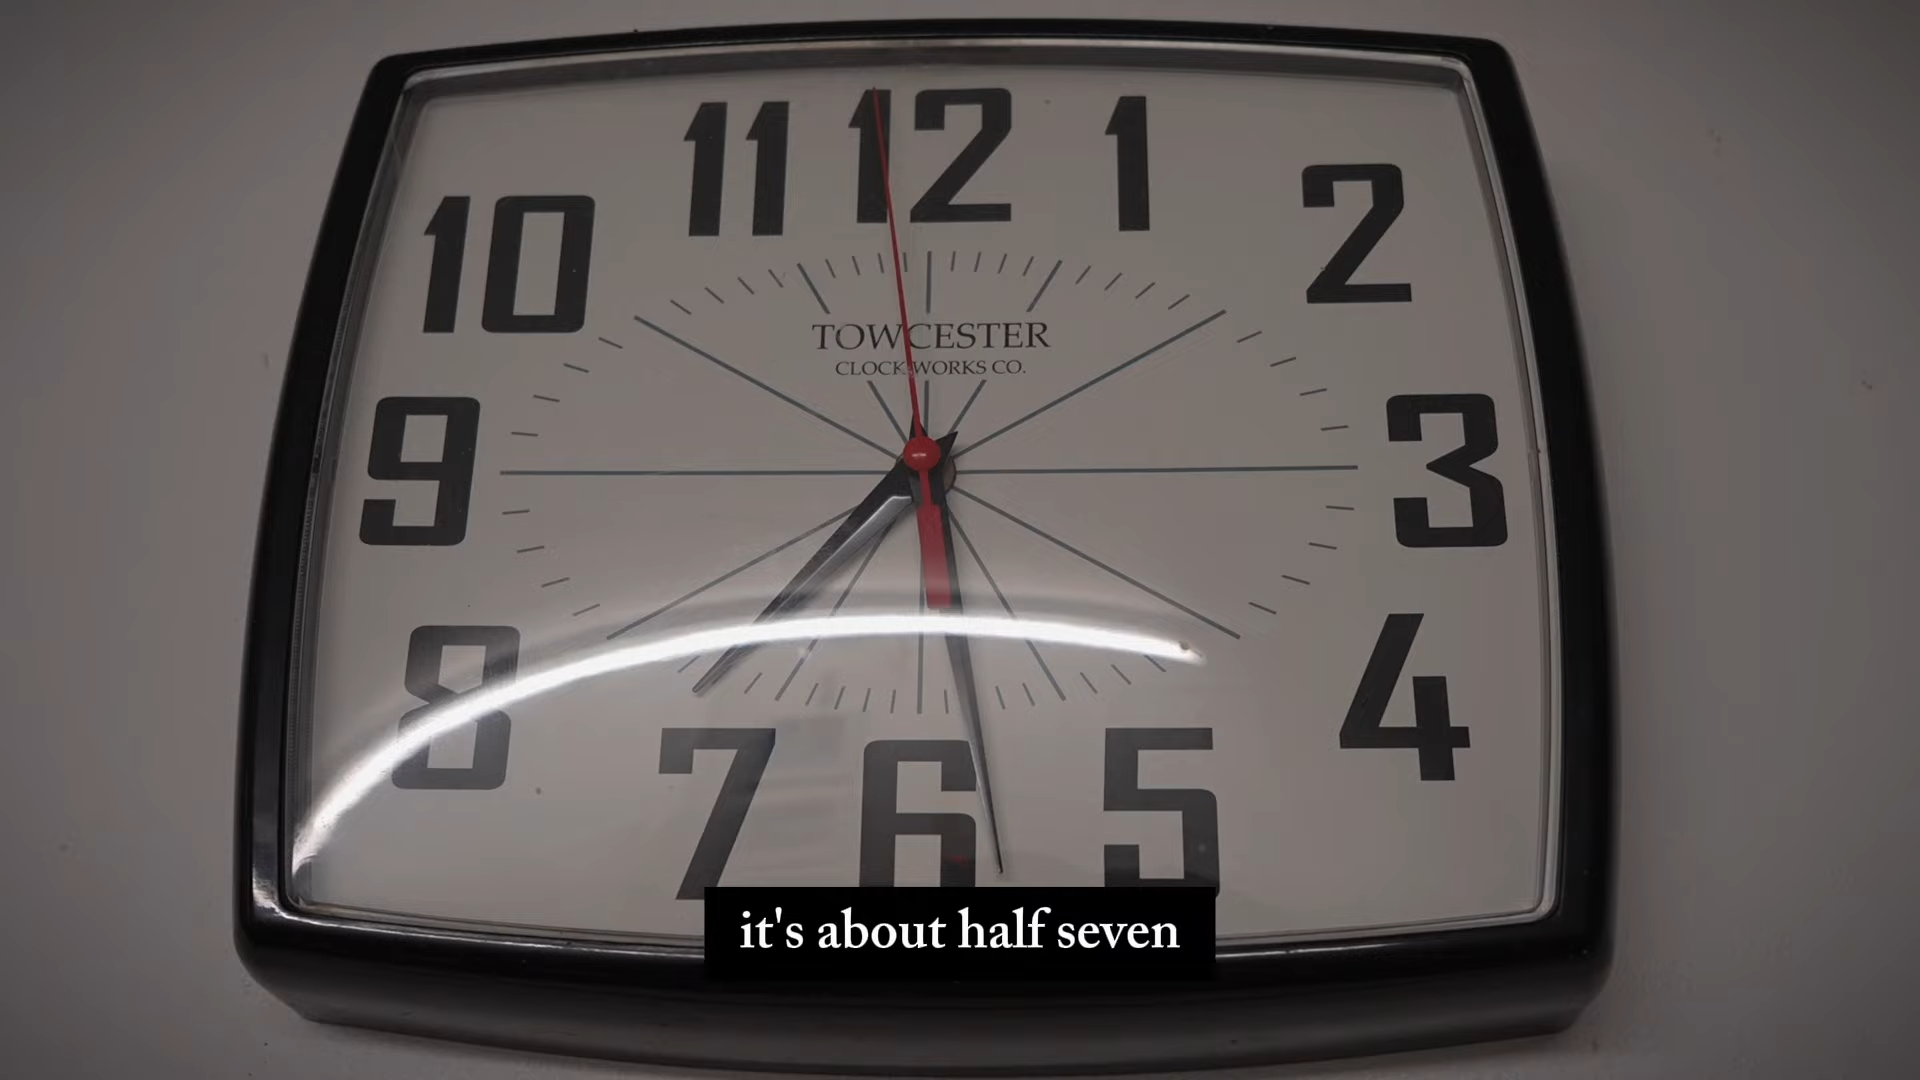 11 12 1
10 2
TOWCESTER
CLOCKWORKS CO.
9 3
8 4
7 6 5
it's about half seven